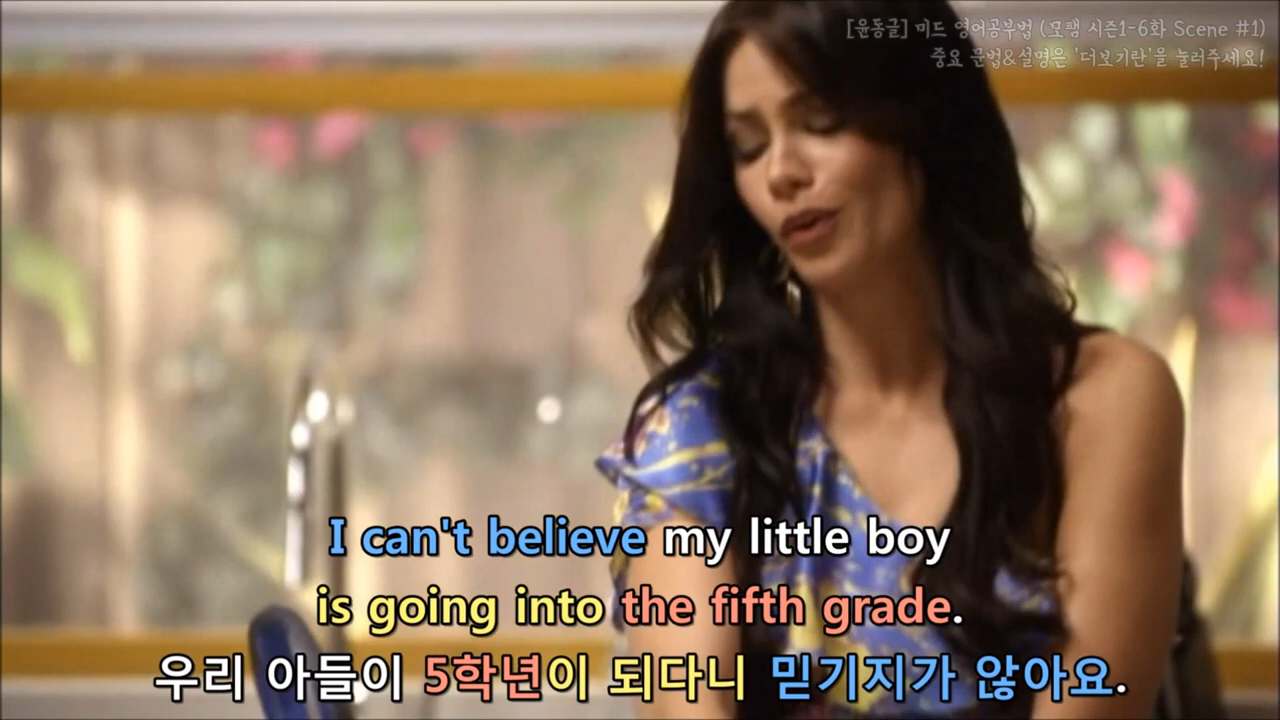 [윤동글] 미드 영어공부법 (모팸 시즌1-6화 Scene #1)
중요 문법&설명은 '더보기란'을 눌러주세요!
I can't believe my little boy
is going into the fifth grade.
우리 아들이 5학년이 되다니 믿기지가 않아요.